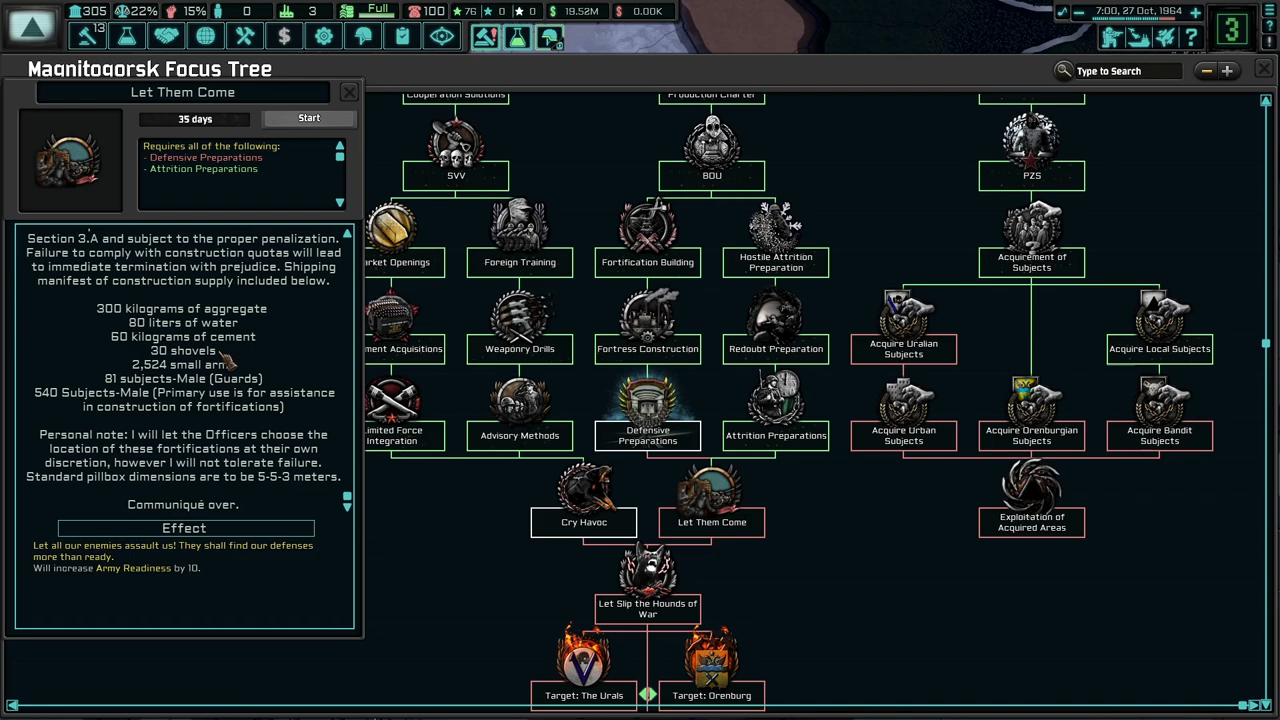 305 22% 15% 0 3 Full 100 76 0 0 $ 19.52M $ 0.00K
7:00, 27 Oct, 1964
13
3
Magnitogorsk Focus Tree
Type to Search
Let Them Come
35 days
Start
Requires all of the following:
- Defensive Preparations
- Attrition Preparations
Section 3.A and subject to the proper penalization.
Failure to comply with construction quotas will lead
to immediate termination with prejudice. Shipping
manifest of construction supply included below.
300 kilograms of aggregate
80 liters of water
60 kilograms of cement
30 shovels
2,524 small arm
81 subjects-Male (Guards)
540 Subjects-Male (Primary use is for assistance
in construction of fortifications)
Personal note: I will let the Officers choose the
location of these fortifications at their own
discretion, however I will not tolerate failure.
Standard pillbox dimensions are to be 5-5-3 meters.
Communiqué over.
Effect
Let all our enemies assault us! They shall find our defenses
more than ready.
Will increase Army Readiness by 10.
Cooperation Solutions
Production Charter
SVV
BOU
PZS
arket Openings
Foreign Training
Fortification Building
Hostile Attrition
Preparation
Acquirement of
Subjects
ment Acquisitions
Weaponry Drills
Fortress Construction
Redoubt Preparation
Acquire Uralian
Subjects
Acquire Local Subjects
Limited Force
Integration
Advisory Methods
Defensive
Preparations
Attrition Preparations
Acquire Urban
Subjects
Acquire Orenburgian
Subjects
Acquire Bandit
Subjects
Cry Havoc
Let Them Come
Exploitation of
Acquired Areas
Let Slip the Hounds of
War
Target: The Urals
Target: Orenburg